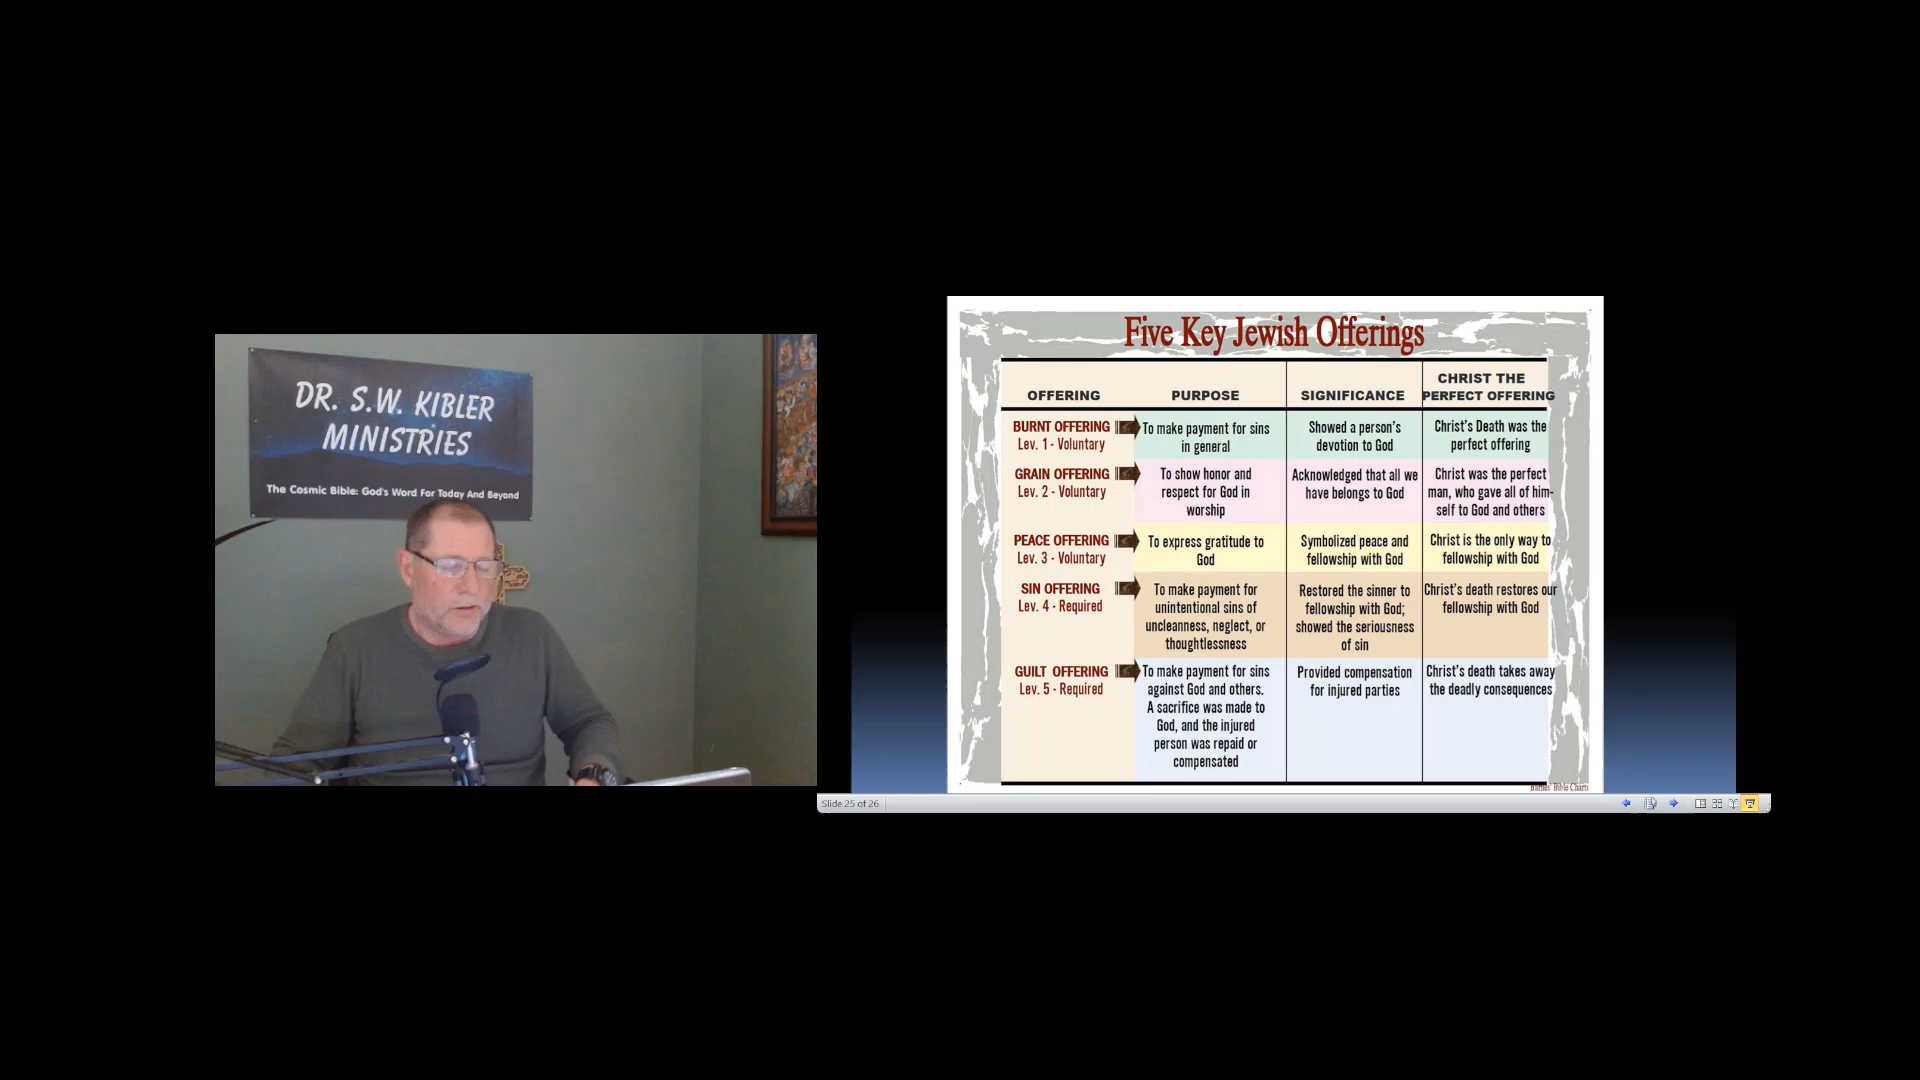 DR. S.W. KIBLER
MINISTRIES
The Cosmic Bible: God's Word For Today And Beyond
Five Key Jewish Offerings
OFFERING
PURPOSE
SIGNIFICANCE
CHRIST THE
PERFECT OFFERING
BURNT OFFERING
Lev. 1 - Voluntary
To make payment for sins
in general
Showed a person's
devotion to God
Christ's Death was the
perfect offering
GRAIN OFFERING
Lev. 2 - Voluntary
To show honor and
respect for God in
worship
Acknowledged that all we
have belongs to God
Christ was the perfect
man, who gave all of him-
self to God and others
PEACE OFFERING
Lev. 3 - Voluntary
To express gratitude to
God
Symbolized peace and
fellowship with God
Christ is the only way to
fellowship with God
SIN OFFERING
Lev. 4 - Required
To make payment for
unintentional sins of
uncleanness, neglect, or
thoughtlessness
Restored the sinner to
fellowship with God;
showed the seriousness
of sin
Christ's death restores our
fellowship with God
GUILT OFFERING
Lev. 5 - Required
To make payment for sins
against God and others.
A sacrifice was made to
God, and the injured
person was repaid or
compensated
Provided compensation
for injured parties
Christ's death takes away
the deadly consequences
Barnes' Bible Charts
Slide 25 of 26